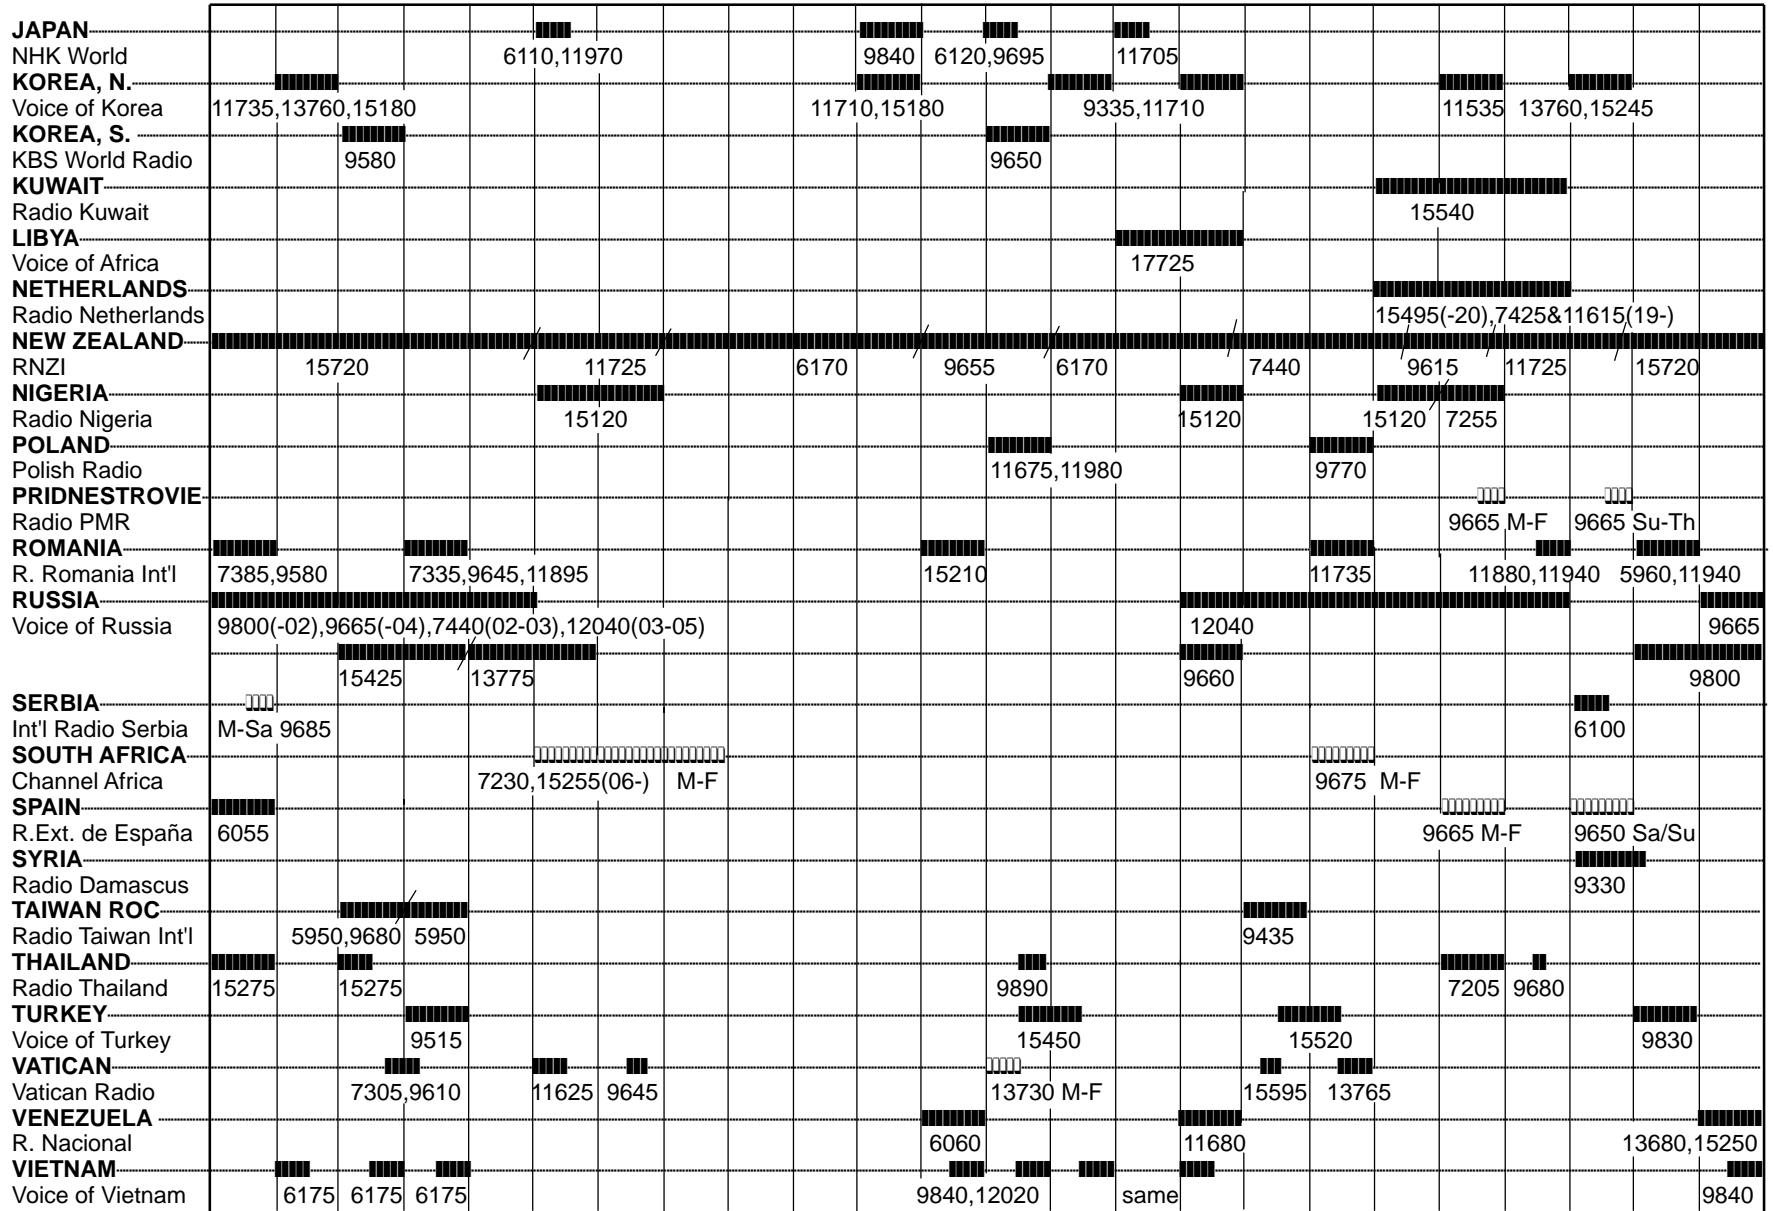 JAPAN
NHK World 6110,11970 9840 6120,9695 11705
KOREA, N.
Voice of Korea 11735,13760,15180 11710,15180 9335,11710 11535 13760,15245
KOREA, S.
KBS World Radio 9580 9650
KUWAIT
Radio Kuwait 15540
LIBYA
Voice of Africa 17725
NETHERLANDS
Radio Netherlands 15495(-20),7425&11615(19-)
NEW ZEALAND
RNZI 15720 11725 6170 9655 6170 7440 9615 11725 15720
NIGERIA
Radio Nigeria 15120 15120 15120 7255
POLAND
Polish Radio 11675,11980 9770
PRIDNESTROVIE
Radio PMR 9665 M-F 9665 Su-Th
ROMANIA
R. Romania Int'l 7385,9580 7335,9645,11895 15210 11735 11880,11940 5960,11940
RUSSIA
Voice of Russia 9800(-02),9665(-04),7440(02-03),12040(03-05) 12040 9665
15425 13775 9660 9800
SERBIA
Int'l Radio Serbia M-Sa 9685 6100
SOUTH AFRICA
Channel Africa 7230,15255(06-) M-F 9675 M-F
SPAIN
R.Ext. de España 6055 9665 M-F 9650 Sa/Su
SYRIA
Radio Damascus 9330
TAIWAN ROC
Radio Taiwan Int'l 5950,9680 5950 9435
THAILAND
Radio Thailand 15275 15275 9890 7205 9680
TURKEY
Voice of Turkey 9515 15450 15520 9830
VATICAN
Vatican Radio 7305,9610 11625 9645 13730 M-F 15595 13765
VENEZUELA
R. Nacional 6060 11680 13680,15250
VIETNAM
Voice of Vietnam 6175 6175 6175 9840,12020 same 9840